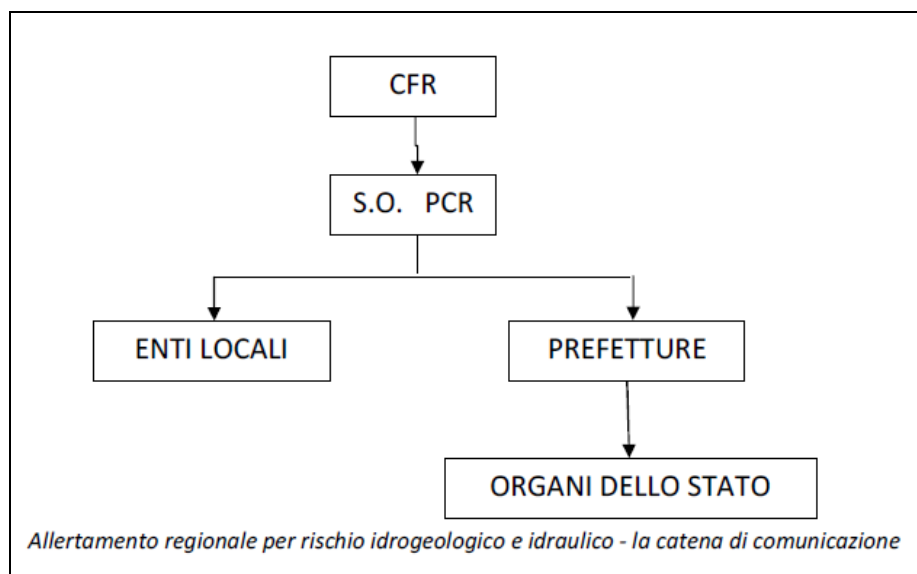 CFR
S.O. PCR
ENTI LOCALI
PREFETTURE
ORGANI DELLO STATO
Allertamento regionale per rischio idrogeologico e idraulico - la catena di comunicazione